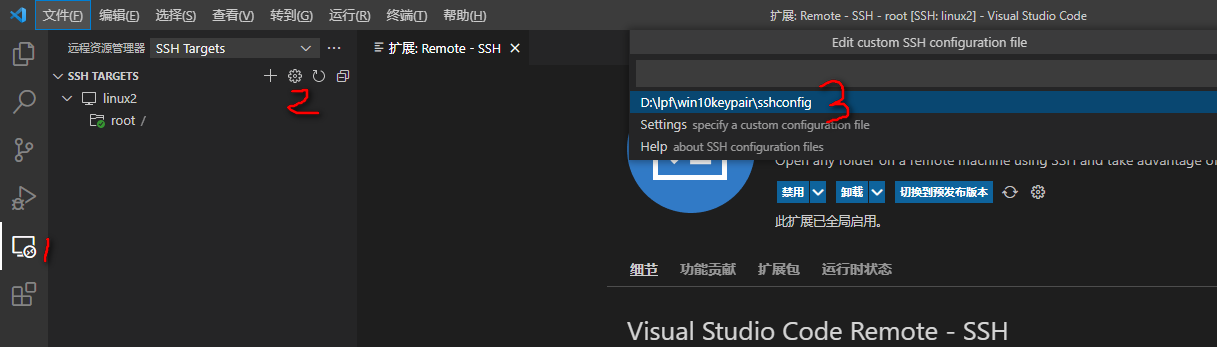 文件(F) 编辑(E) 选择(S) 查看(V) 转到(G) 运行(R) 终端(T) 帮助(H) 扩展: Remote - SSH - root [SSH: linux2] - Visual Studio Code
远程资源管理器 SSH Targets ... 扩展: Remote - SSH
Edit custom SSH configuration file
SSH TARGETS
2
linux2
root /
D:\lpf\win10keypair\sshconfig 3
Settings specify a custom configuration file
Help about SSH configuration files
Open any folder on a remote machine using SSH and take advantage of
禁用 卸载 切换到预发布版本
此扩展已全局启用。
1
细节 功能贡献 扩展包 运行时状态
Visual Studio Code Remote - SSH